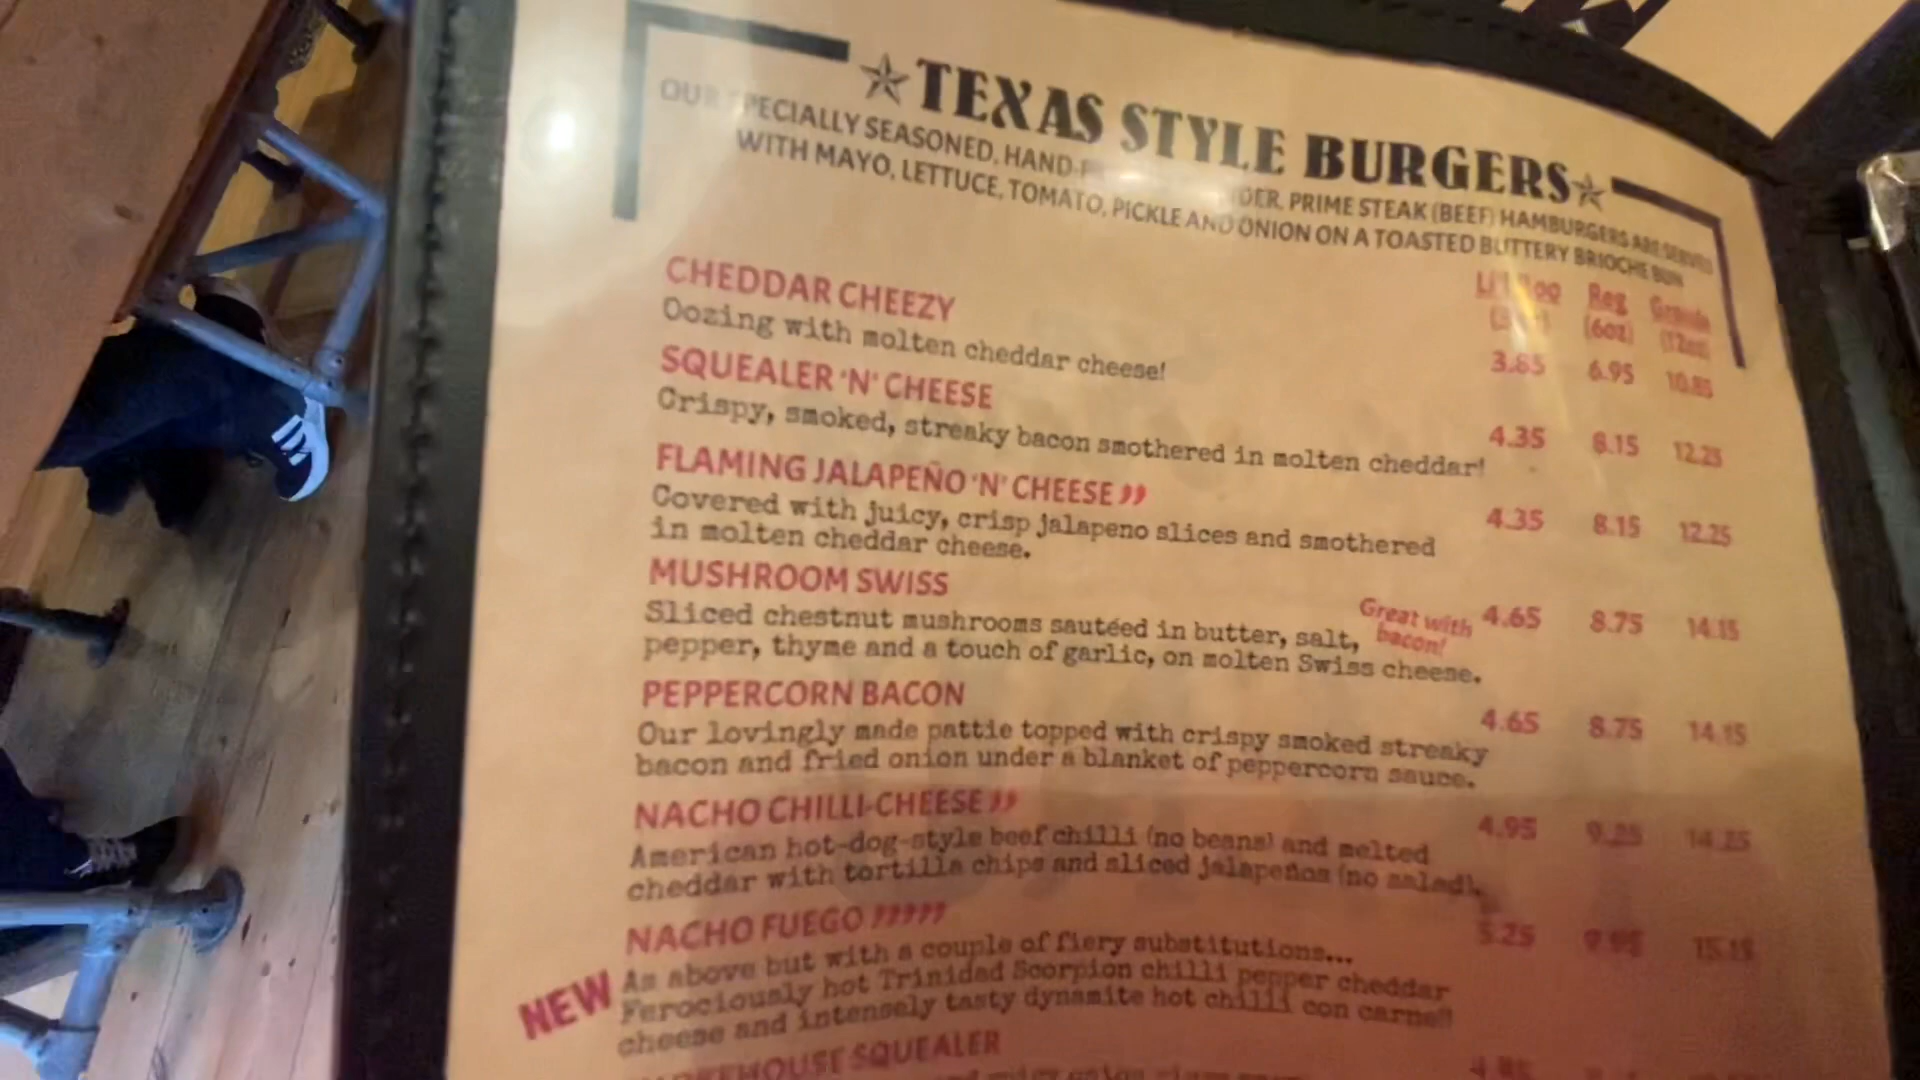 TEXAS STYLE BURGERS
OUR SPECIALLY SEASONED, HAND- PRIME STEAK (BEEF) HAMBURGERS ARE SERVED
WITH MAYO, LETTUCE, TOMATO, PICKLE AND ONION ON A TOASTED BUTTERY BRIOCHE BUN
Reg Grande
(6oz) (12oz)
CHEDDAR CHEEZY 3.85 6.95 10.85
Oozing with molten cheddar cheese!
SQUEALER 'N' CHEESE 4.35 8.15 12.25
Crispy, smoked, streaky bacon smothered in molten cheddar!
FLAMING JALAPEÑO 'N' CHEESE 4.35 8.15 12.25
Covered with juicy, crisp jalapeno slices and smothered
in molten cheddar cheese.
MUSHROOM SWISS 4.65 8.75 14.15
Great with
bacon!
Sliced chestnut mushrooms sautéed in butter, salt,
pepper, thyme and a touch of garlic, on molten Swiss cheese.
PEPPERCORN BACON 4.65 8.75 14.15
Our lovingly made pattie topped with crispy smoked streaky
bacon and fried onion under a blanket of peppercorn sauce.
NACHO CHILLI-CHEESE 4.95 9.25 14.25
American hot-dog-style beef chilli (no beans) and melted
cheddar with tortilla chips and sliced jalapeños (no salad).
NACHO FUEGO 5.25 9.95 15.15
NEW
As above but with a couple of fiery substitutions...
Ferociously hot Trinidad Scorpion chilli pepper cheddar
cheese and intensely tasty dynamite hot chilli con carne!!
SQUEALER